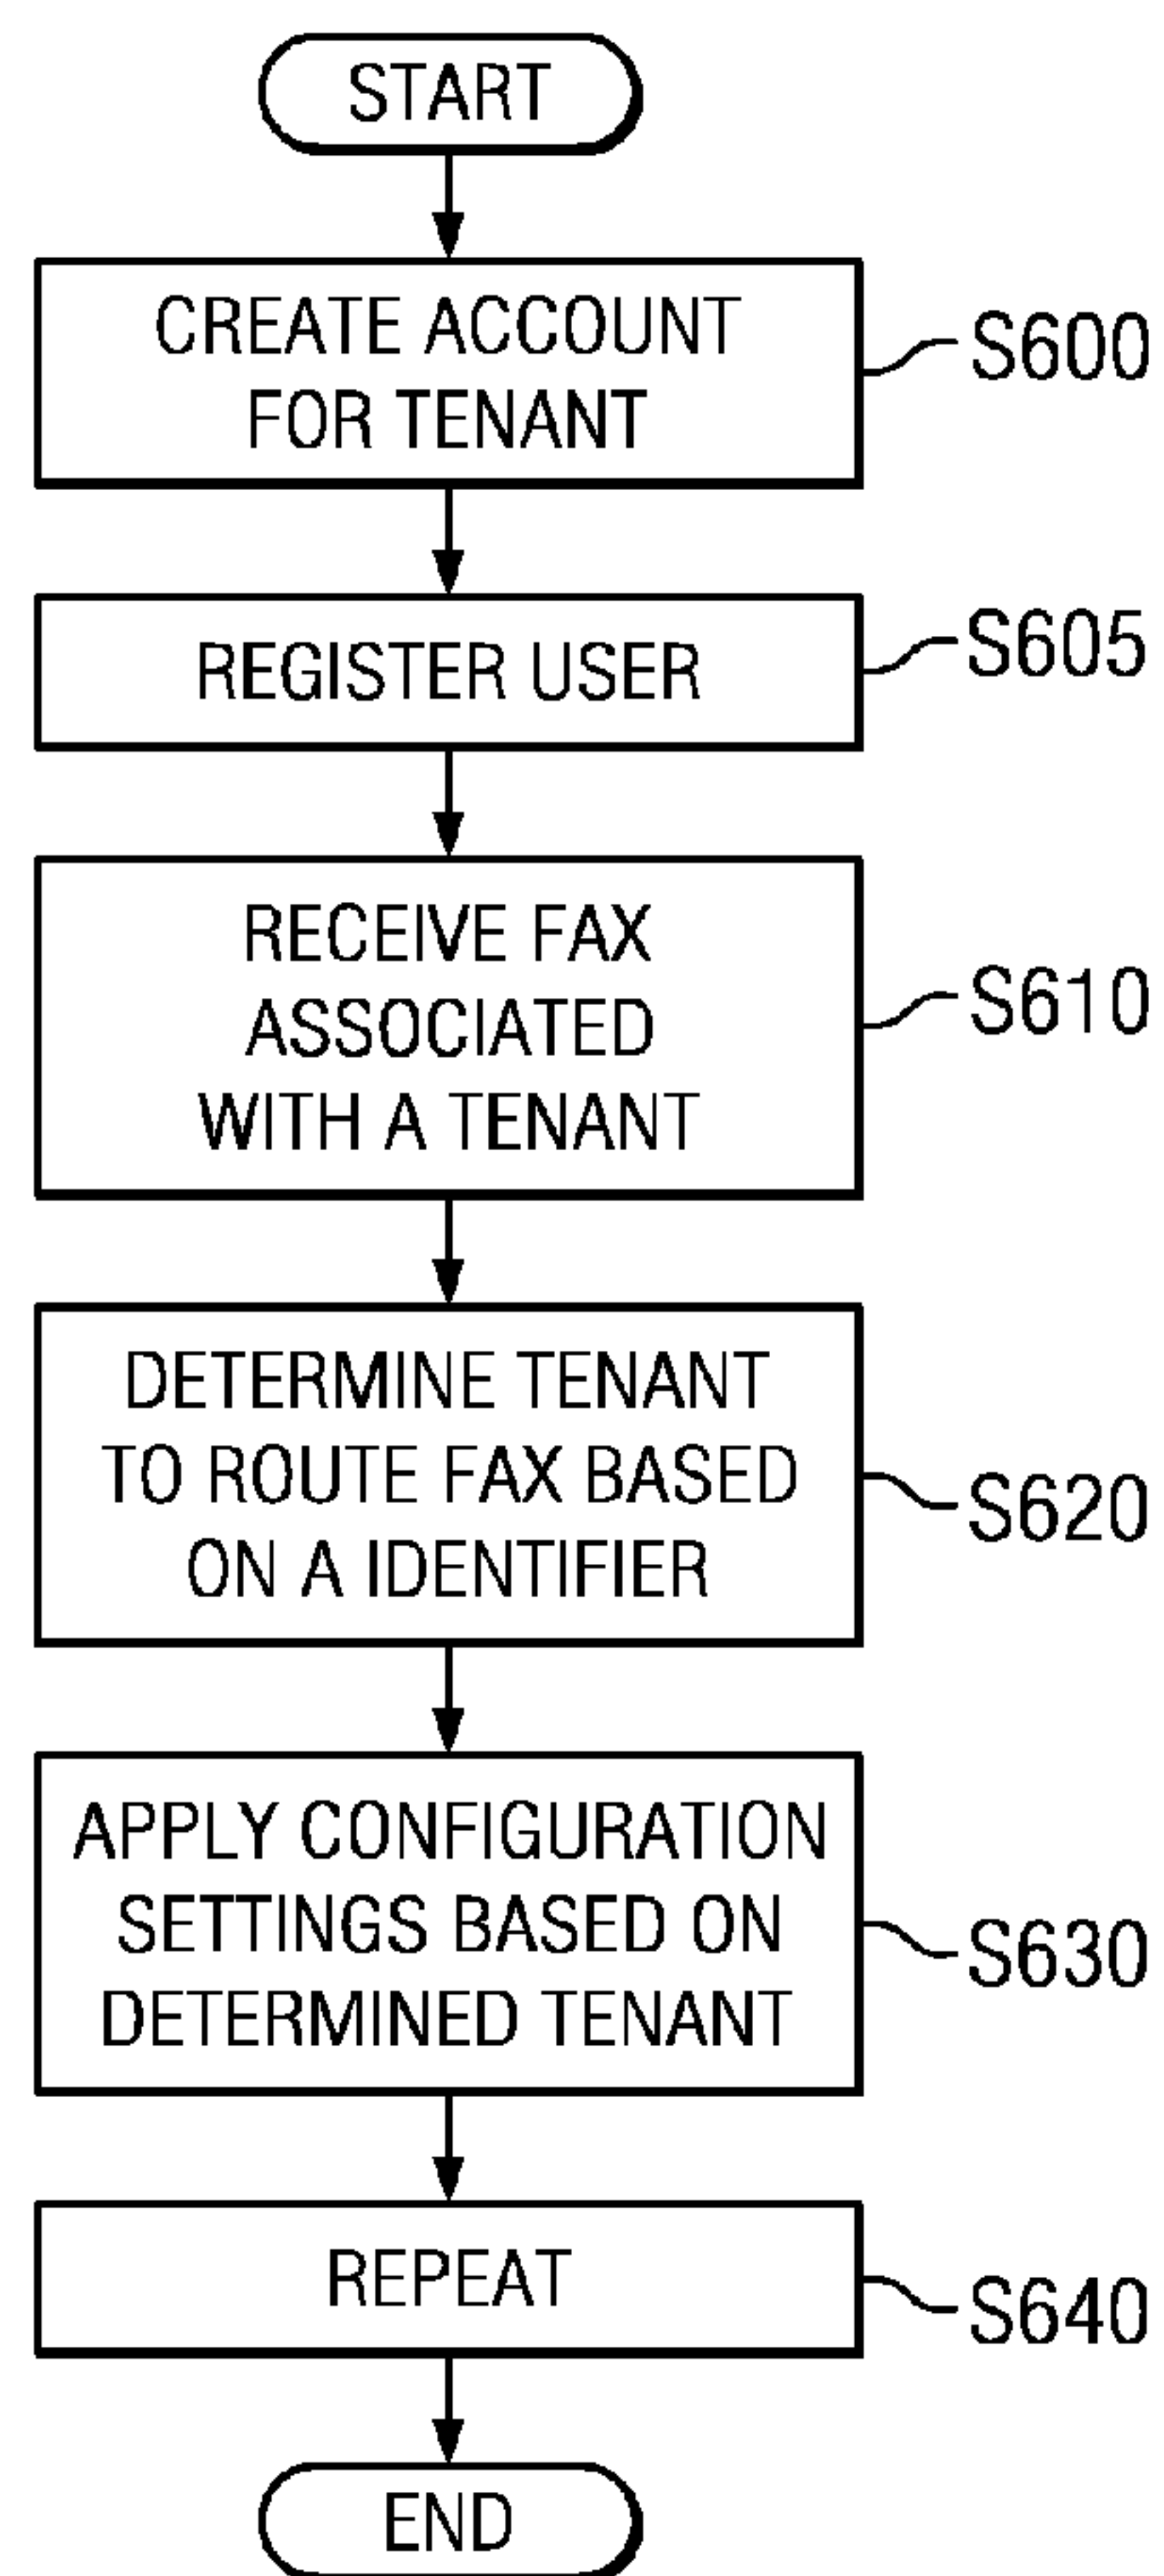 START
CREATE ACCOUNT
FOR TENANT
S600
REGISTER USER
S605
RECEIVE FAX
ASSOCIATED
WITH A TENANT
S610
DETERMINE TENANT
TO ROUTE FAX BASED
ON A IDENTIFIER
S620
APPLY CONFIGURATION
SETTINGS BASED ON
DETERMINED TENANT
S630
REPEAT
S640
END